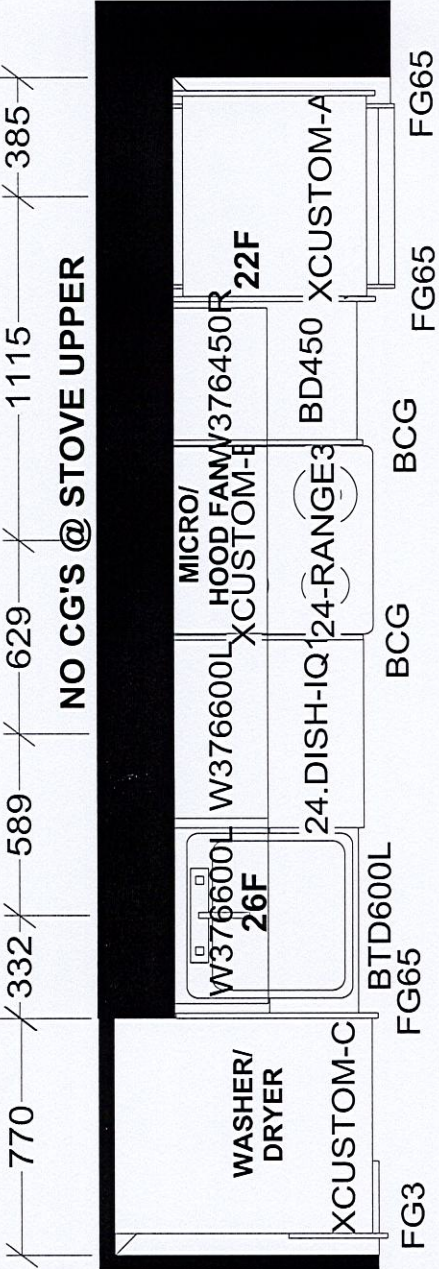 385
1115
629
589
332
770
NO CG'S @ STOVE UPPER
FG65
XCUSTOM-A
22F
FG65
W376450R
BD450
BCG
MICRO/
HOOD FAN
XCUSTOM-E
24-RANGE3
BCG
W376600L
24.DISH-IQ1
W376600L
26F
BTD600L
FG65
WASHER/
DRYER
XCUSTOM-C
FG3